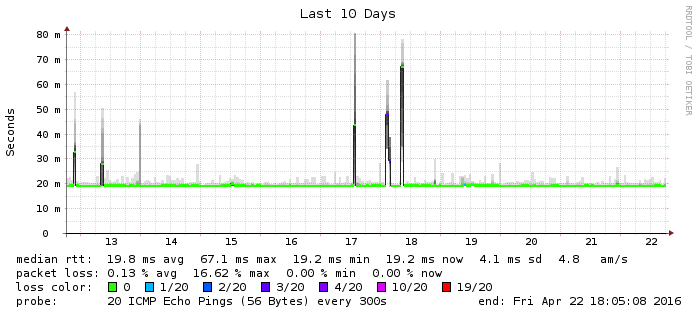 Last 10 Days
RRDTOOL / TOBI OETIKER
Seconds
80 m
70 m
60 m
50 m
40 m
30 m
20 m
10 m
0
13 14 15 16 17 18 19 20 21 22
median rtt: 19.8 ms avg 67.1 ms max 19.2 ms min 19.2 ms now 4.1 ms sd 4.8 am/s
packet loss: 0.13 % avg 16.62 % max 0.00 % min 0.00 % now
loss color: 0 1/20 2/20 3/20 4/20 10/20 19/20
probe: 20 ICMP Echo Pings (56 Bytes) every 300s end: Fri Apr 22 18:05:08 2016